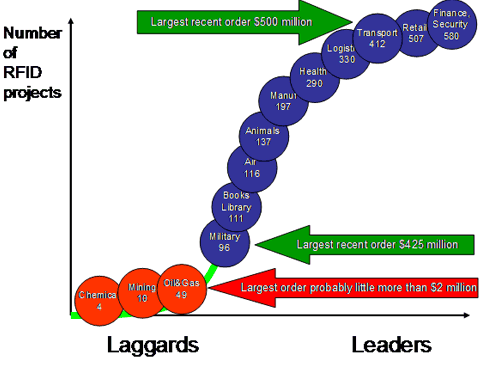 Number
of
RFID
projects
Largest recent order $500 million
Finance,
Security
580
Retail
507
Transport
412
Logisti
330
Health
290
Manuf
197
Animals
137
Air
116
Books
Library
111
Military
96
Largest recent order $425 million
Oil&Gas
49
Mining
Chemica
4
Largest order probably little more than $2 million
Laggards
Leaders